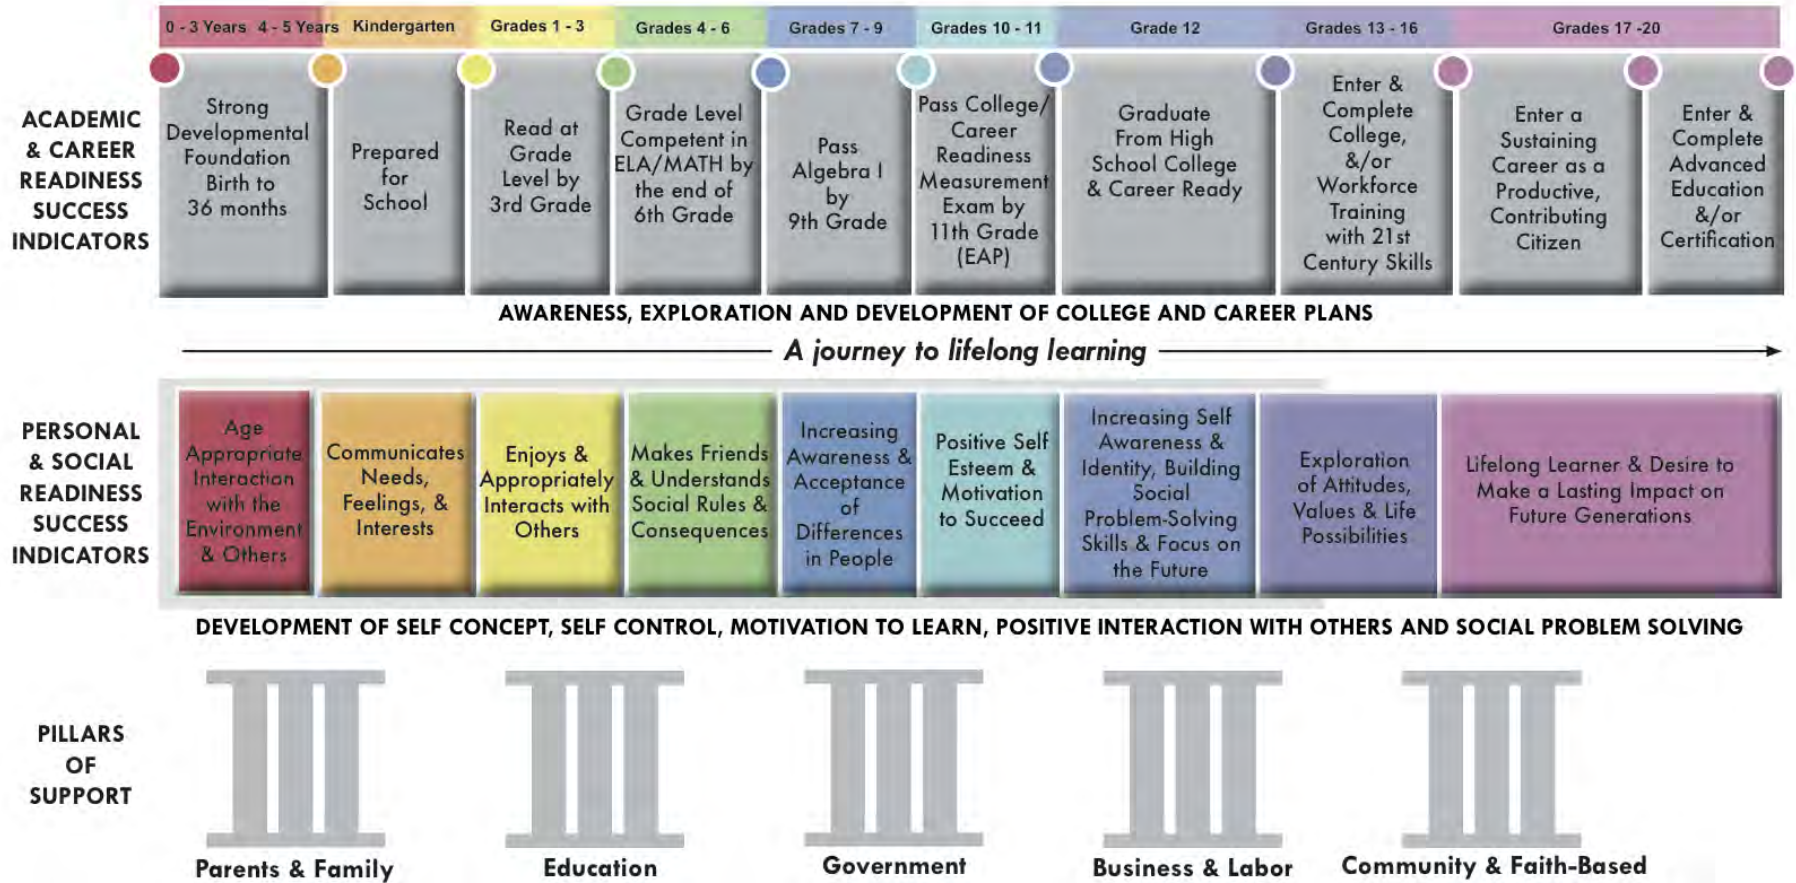 0 - 3 Years 4 - 5 Years Kindergarten Grades 1 - 3 Grades 4 - 6 Grades 7 - 9 Grades 10 - 11 Grade 12 Grades 13 - 16 Grades 17 -20
ACADEMIC
& CAREER
READINESS
SUCCESS
INDICATORS
Strong
Developmental
Foundation
Birth to
36 months
Prepared
for
School
Read at
Grade
Level by
3rd Grade
Grade Level
Competent in
ELA/MATH by
the end of
6th Grade
Pass
Algebra I
by
9th Grade
Pass College/
Career
Readiness
Measurement
Exam by
11th Grade
(EAP)
Graduate
From High
School College
& Career Ready
Enter &
Complete
College,
&/or
Workforce
Training
with 21st
Century Skills
Enter a
Sustaining
Career as a
Productive,
Contributing
Citizen
Enter &
Complete
Advanced
Education
&/or
Certification
AWARENESS, EXPLORATION AND DEVELOPMENT OF COLLEGE AND CAREER PLANS
A journey to lifelong learning
PERSONAL
& SOCIAL
READINESS
SUCCESS
INDICATORS
Age
Appropriate
Interaction
with the
Environment
& Others
Communicates
Needs,
Feelings, &
Interests
Enjoys &
Appropriately
Interacts with
Others
Makes Friends
& Understands
Social Rules &
Consequences
Increasing
Awareness &
Acceptance
of
Differences
in People
Positive Self
Esteem &
Motivation
to Succeed
Increasing Self
Awareness &
Identity, Building
Social
Problem-Solving
Skills & Focus on
the Future
Exploration
of Attitudes,
Values & Life
Possibilities
Lifelong Learner & Desire to
Make a Lasting Impact on
Future Generations
DEVELOPMENT OF SELF CONCEPT, SELF CONTROL, MOTIVATION TO LEARN, POSITIVE INTERACTION WITH OTHERS AND SOCIAL PROBLEM SOLVING
PILLARS
OF
SUPPORT
Parents & Family
Education
Government
Business & Labor
Community & Faith-Based